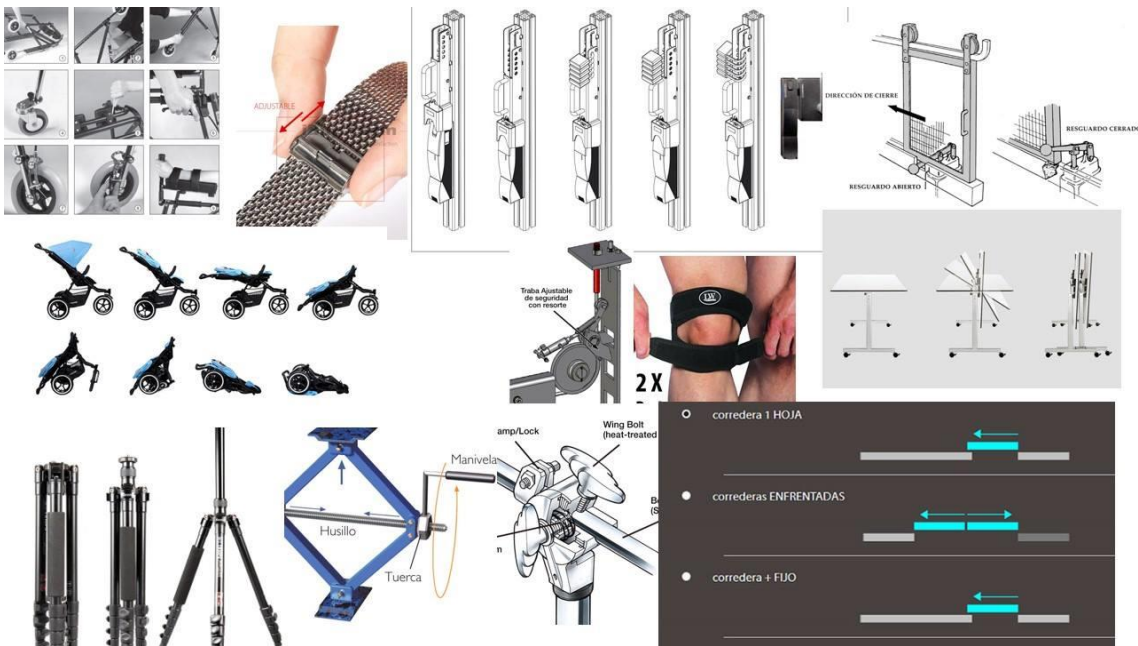 ADJUSTABLE
DIRECCIÓN DE CIERRE
RESGUARDO CERRADO
RESGUARDO ABIERTO
Traba Ajustable
de seguridad
con resorte
LW
2 X
Manivela
Husillo
Tuerca
amp/Lock
Wing Bolt
(heat-treated
corredera 1 HOJA
correderas ENFRENTADAS
corredera + FIJO